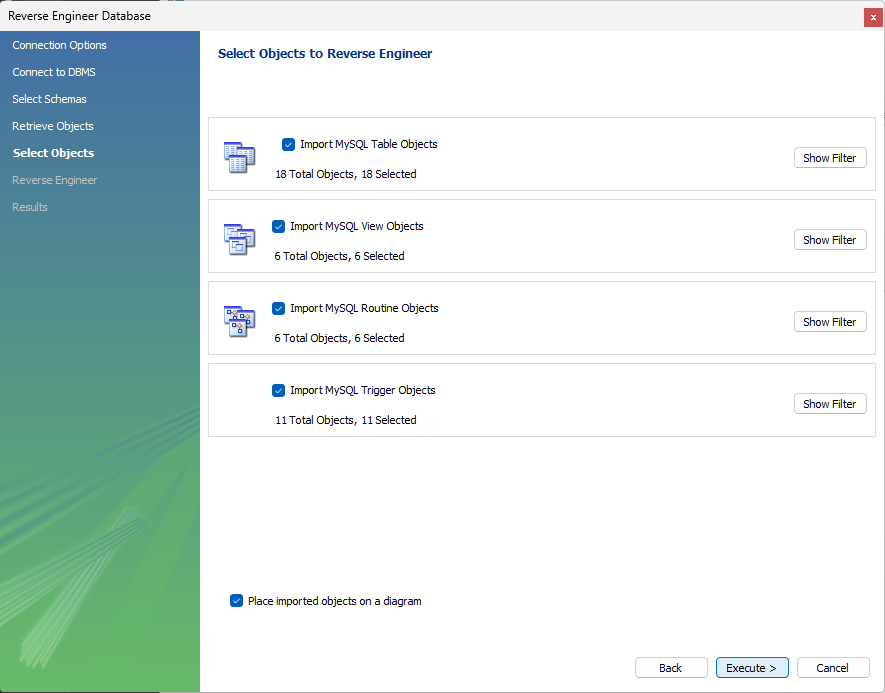 Reverse Engineer Database
x
Connection Options
Connect to DBMS
Select Schemas
Retrieve Objects
Select Objects
Reverse Engineer
Results
Select Objects to Reverse Engineer
Import MySQL Table Objects
18 Total Objects, 18 Selected
Show Filter
Import MySQL View Objects
6 Total Objects, 6 Selected
Show Filter
Import MySQL Routine Objects
6 Total Objects, 6 Selected
Show Filter
Import MySQL Trigger Objects
11 Total Objects, 11 Selected
Show Filter
Place imported objects on a diagram
Back
Execute >
Cancel